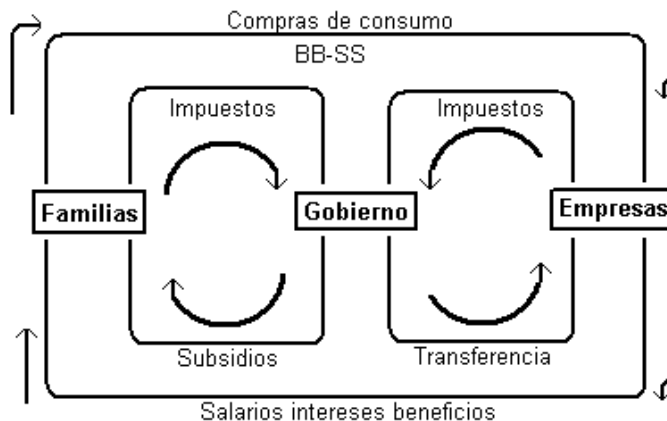 Compras de consumo
BB-SS
Impuestos
Impuestos
Familias
Gobierno
Empresas
Subsidios
Transferencia
Salarios intereses beneficios